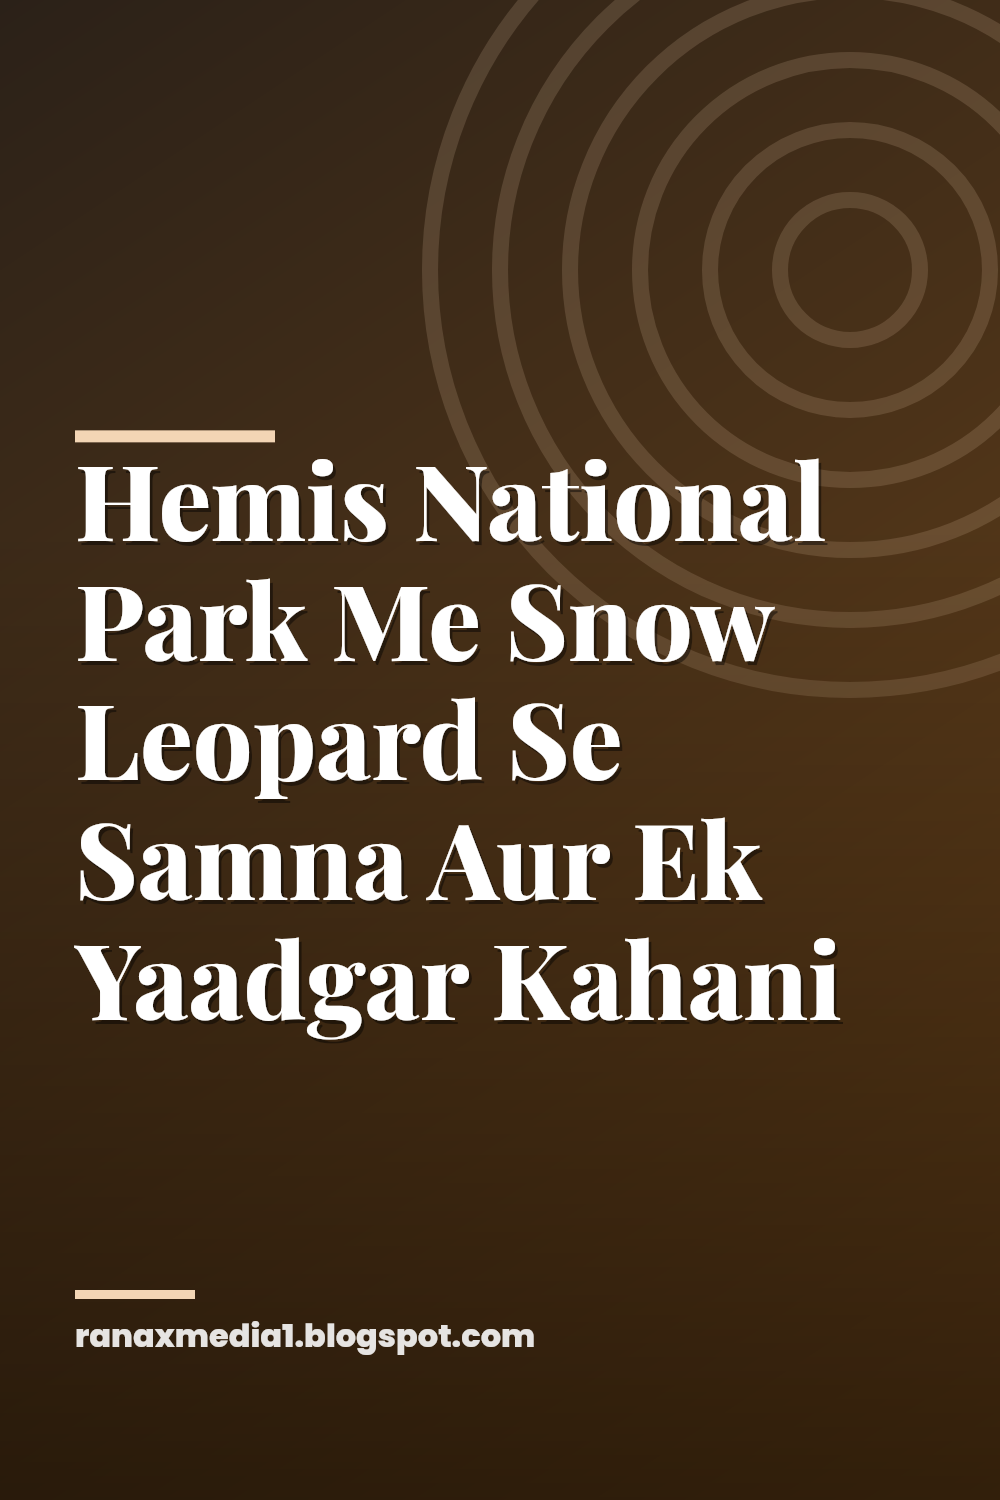 Hemis National
Park Me Snow
Leopard Se
Samna Aur Ek
Yaadgar Kahani
ranaxmedia1.blogspot.com